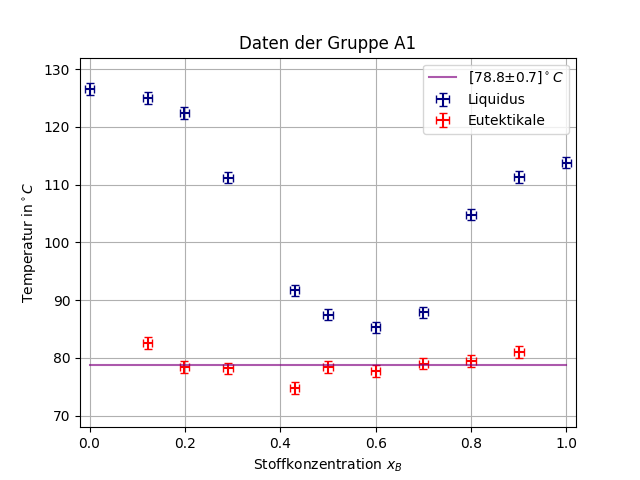 Daten der Gruppe A1
[78.8±0.7]°C
Liquidus
Eutektikale
Temperatur in°C
130
120
110
100
90
80
70
0.0 0.2 0.4 0.6 0.8 1.0
Stoffkonzentration x_B